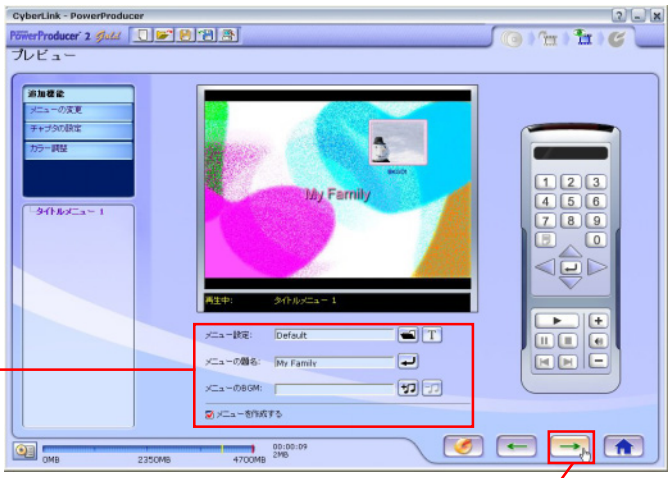 CyberLink - PowerProducer
PowerProducer 2 Gold
プレビュー
追加機能
メニューの変更
チャプタの設定
カラー調整
タイトルメニュー 1
My Family
再生中: タイトルメニュー 1
メニュー設定: Default
T
メニューの題名: My Family
メニューのBGM:
メニューを作成する
1 2 3
4 5 6
7 8 9
0
0MB 2350MB 4700MB
00:00:09
2MB